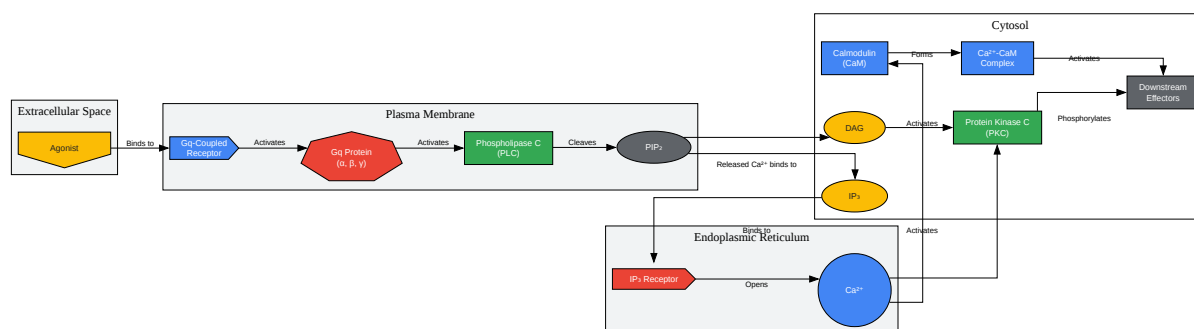 Cytosol
Calmodulin
(CaM)
Forms
Ca²⁺-CaM
Complex
Activates
Downstream
Effectors
Extracellular Space
Agonist
Binds to
Plasma Membrane
Gq-Coupled
Receptor
Activates
Gq Protein
(α, β, γ)
Activates
Phospholipase C
(PLC)
Cleaves
PIP₂
DAG
Activates
Protein Kinase C
(PKC)
Phosphorylates
Released Ca²⁺ binds to
IP₃
Binds to
Activates
Endoplasmic Reticulum
IP₃ Receptor
Opens
Ca²⁺